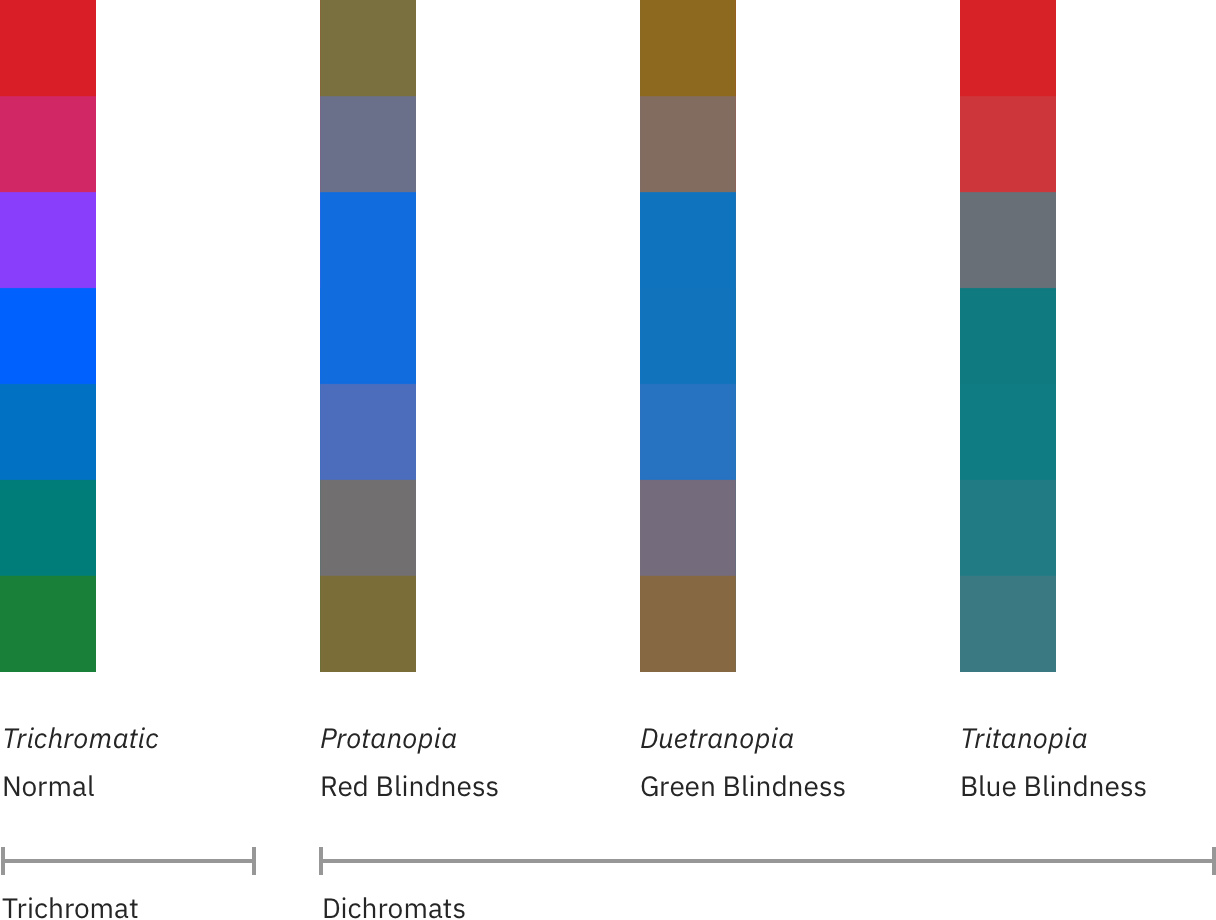 Trichromatic
Normal
Protanopia
Red Blindness
Duetranopia
Green Blindness
Tritanopia
Blue Blindness
Trichromat
Dichromats